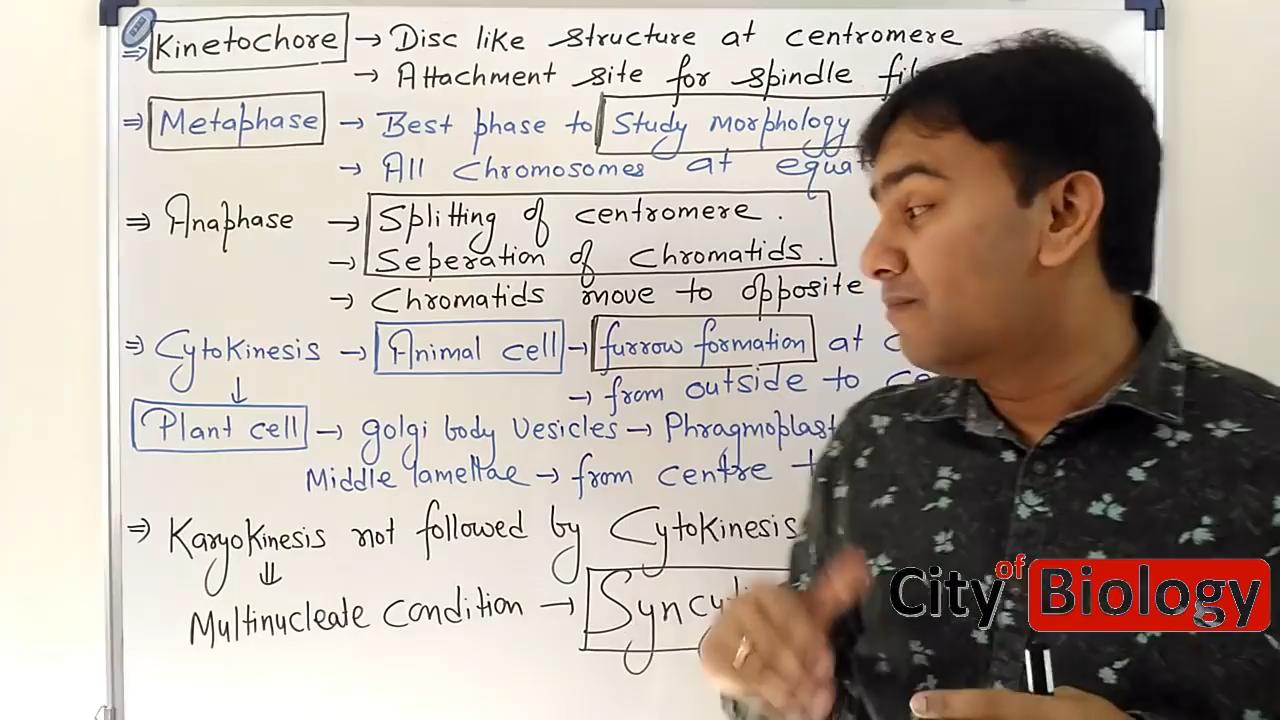 ⇒ Kinetochore → Disc like structure at centromere
→ Attachment site for spindle
⇒ Metaphase → Best phase to study morphology
→ All chromosomes at
⇒ Anaphase → Splitting of centromere.
→ Seperation of chromatids.
→ Chromatids move to opposite
⇒ Cytokinesis → Animal cell → furrow formation at
↓ → from outside to
Plant cell → golgi body vesicles → Phragmoplast
Middle lamellae → from centre
⇒ Karyokinesis not followed by Cytokinesis
⇓
Multinucleate condition →
City of Biology